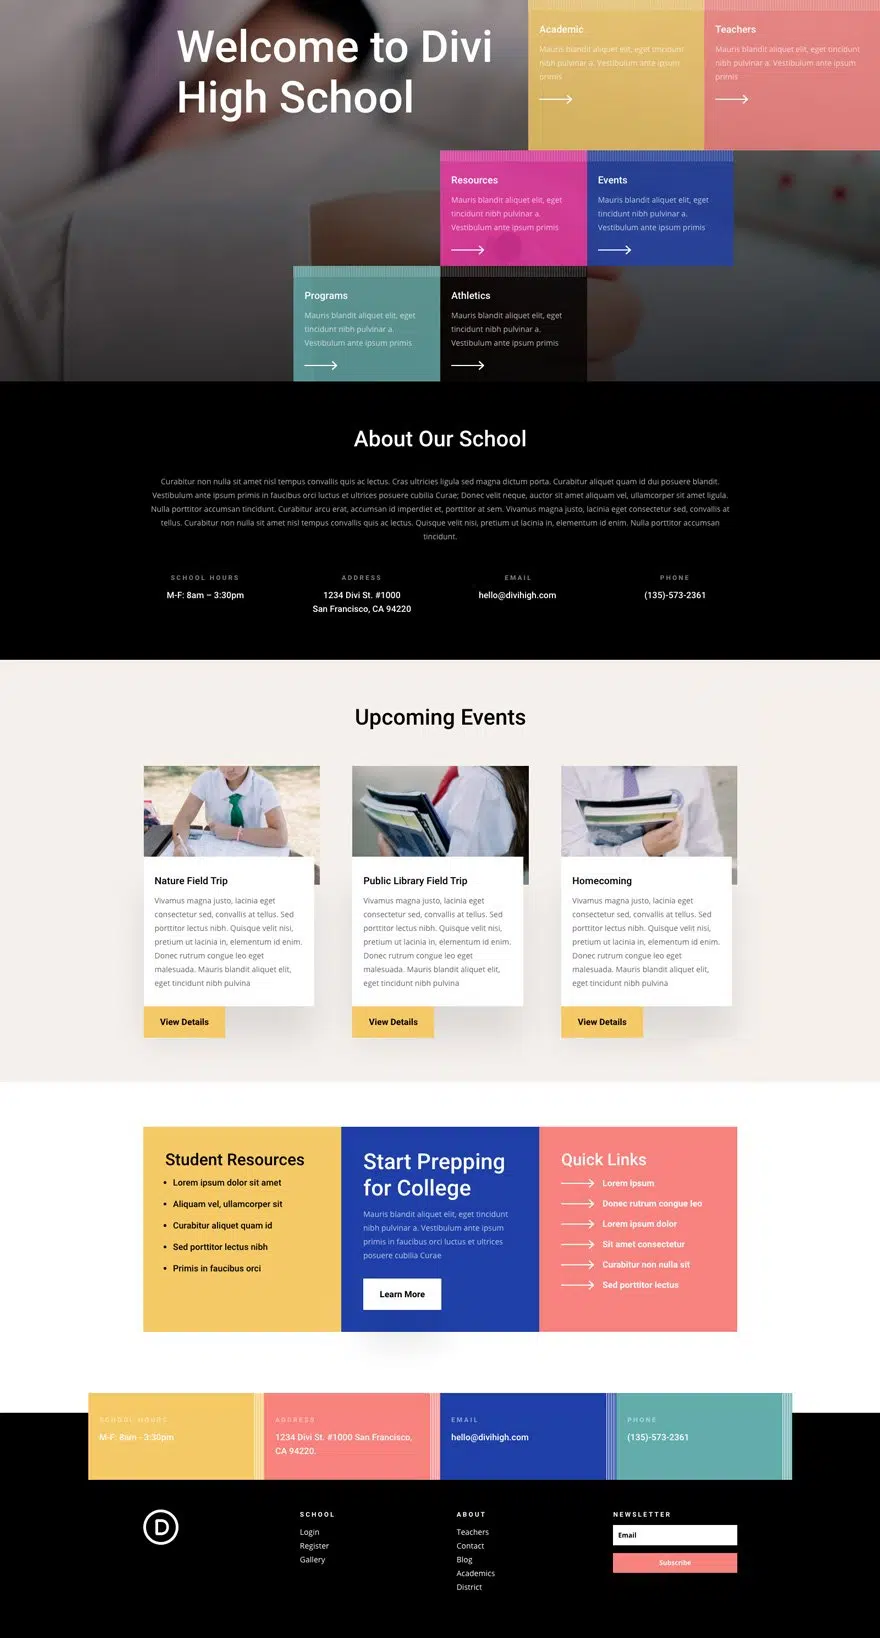 Welcome to Divi
High School
Academic
Mauris blandit aliquet elit, eget tincidunt
nibh pulvinar a. Vestibulum ante ipsum
primis
Teachers
Mauris blandit aliquet elit, eget tincidunt
nibh pulvinar a. Vestibulum ante ipsum
primis
Resources
Mauris blandit aliquet elit, eget
tincidunt nibh pulvinar a.
Vestibulum ante ipsum primis
Events
Mauris blandit aliquet elit, eget
tincidunt nibh pulvinar a.
Vestibulum ante ipsum primis
Programs
Mauris blandit aliquet elit, eget
tincidunt nibh pulvinar a.
Vestibulum ante ipsum primis
Athletics
Mauris blandit aliquet elit, eget
tincidunt nibh pulvinar a.
Vestibulum ante ipsum primis
About Our School
Curabitur non nulla sit amet nisl tempus convallis quis ac lectus. Cras ultricies ligula sed magna dictum porta. Curabitur aliquet quam id dui posuere blandit.
Vestibulum ante ipsum primis in faucibus orci luctus et ultrices posuere cubilia Curae; Donec velit neque, auctor sit amet aliquam vel, ullamcorper sit amet ligula.
Nulla porttitor accumsan tincidunt. Curabitur arcu erat, accumsan id imperdiet et, porttitor at sem. Vivamus magna justo, lacinia eget consectetur sed, convallis at
tellus. Curabitur non nulla sit amet nisl tempus convallis quis ac lectus. Quisque velit nisi, pretium ut lacinia in, elementum id enim. Nulla porttitor accumsan
tincidunt.
SCHOOL HOURS
M-F: 8am – 3:30pm
ADDRESS
1234 Divi St. #1000
San Francisco, CA 94220
EMAIL
hello@divihigh.com
PHONE
(135)-573-2361
Upcoming Events
Nature Field Trip
Vivamus magna justo, lacinia eget
consectetur sed, convallis at tellus. Sed
porttitor lectus nibh. Quisque velit nisi,
pretium ut lacinia in, elementum id enim.
Donec rutrum congue leo eget
malesuada. Mauris blandit aliquet elit,
eget tincidunt nibh pulvina
View Details
Public Library Field Trip
Vivamus magna justo, lacinia eget
consectetur sed, convallis at tellus. Sed
porttitor lectus nibh. Quisque velit nisi,
pretium ut lacinia in, elementum id enim.
Donec rutrum congue leo eget
malesuada. Mauris blandit aliquet elit,
eget tincidunt nibh pulvina
View Details
Homecoming
Vivamus magna justo, lacinia eget
consectetur sed, convallis at tellus. Sed
porttitor lectus nibh. Quisque velit nisi,
pretium ut lacinia in, elementum id enim.
Donec rutrum congue leo eget
malesuada. Mauris blandit aliquet elit,
eget tincidunt nibh pulvina
View Details
Student Resources
Lorem ipsum dolor sit amet
Aliquam vel, ullamcorper sit
Curabitur aliquet quam id
Sed porttitor lectus nibh
Primis in faucibus orci
Start Prepping
for College
Mauris blandit aliquet elit, eget tincidunt
nibh pulvinar a. Vestibulum ante ipsum
primis in faucibus orci luctus et ultrices
posuere cubilia Curae
Learn More
Quick Links
Lorem Ipsum
Donec rutrum congue leo
Lorem ipsum dolor
Sit amet consectetur
Curabitur non nulla sit
Sed porttitor lectus
SCHOOL HOURS
M-F: 8am - 3:30pm
ADDRESS
1234 Divi St. #1000 San Francisco,
CA 94220.
EMAIL
hello@divihigh.com
PHONE
(135)-573-2361
D
SCHOOL
Login
Register
Gallery
ABOUT
Teachers
Contact
Blog
Academics
District
NEWSLETTER
Email
Subscribe